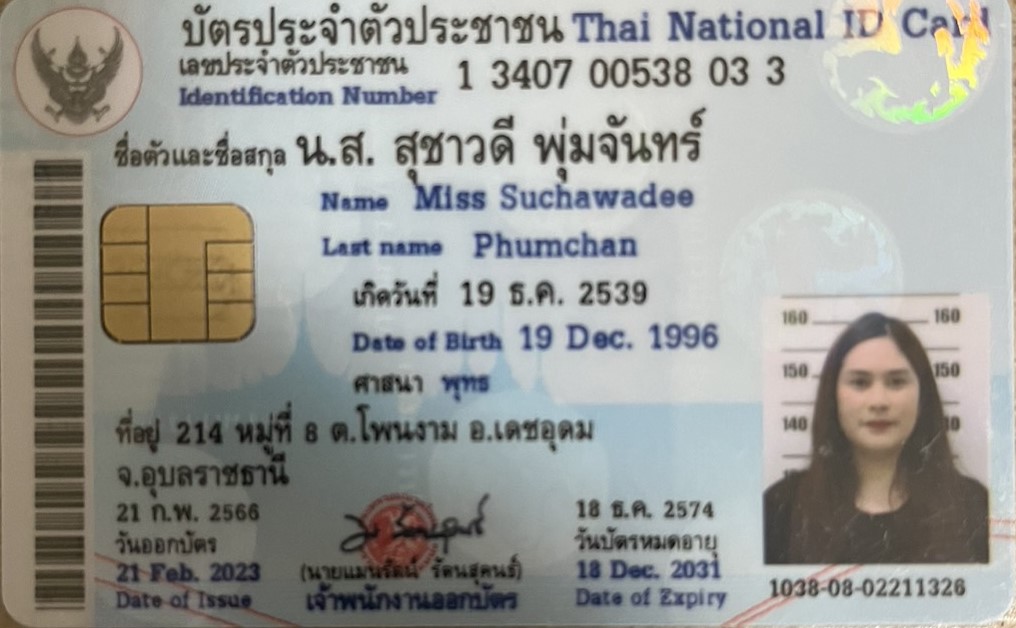 บัตรประจำตัวประชาชน Thai National ID Card
เลขประจำตัวประชาชน 1 3407 00538 03 3
Identification Number
ชื่อตัวและชื่อสกุล น.ส. สุชาวดี พุ่มจันทร์
Name Miss Suchawadee
Last name Phumchan
เกิดวันที่ 19 ธ.ค. 2539
Date of Birth 19 Dec. 1996
ศาสนา พุทธ
ที่อยู่ 214 หมู่ที่ 8 ต.โพนงาม อ.เดชอุดม
จ.อุบลราชธานี
21 ก.พ. 2566
วันออกบัตร
21 Feb. 2023
Date of Issue
(นายแมนรัตน์ รัตนสุคนธ์)
เจ้าพนักงานออกบัตร
18 ธ.ค. 2574
วันบัตรหมดอายุ
18 Dec. 2031
Date of Expiry
160 160
150 150
140
1038-08-02211326